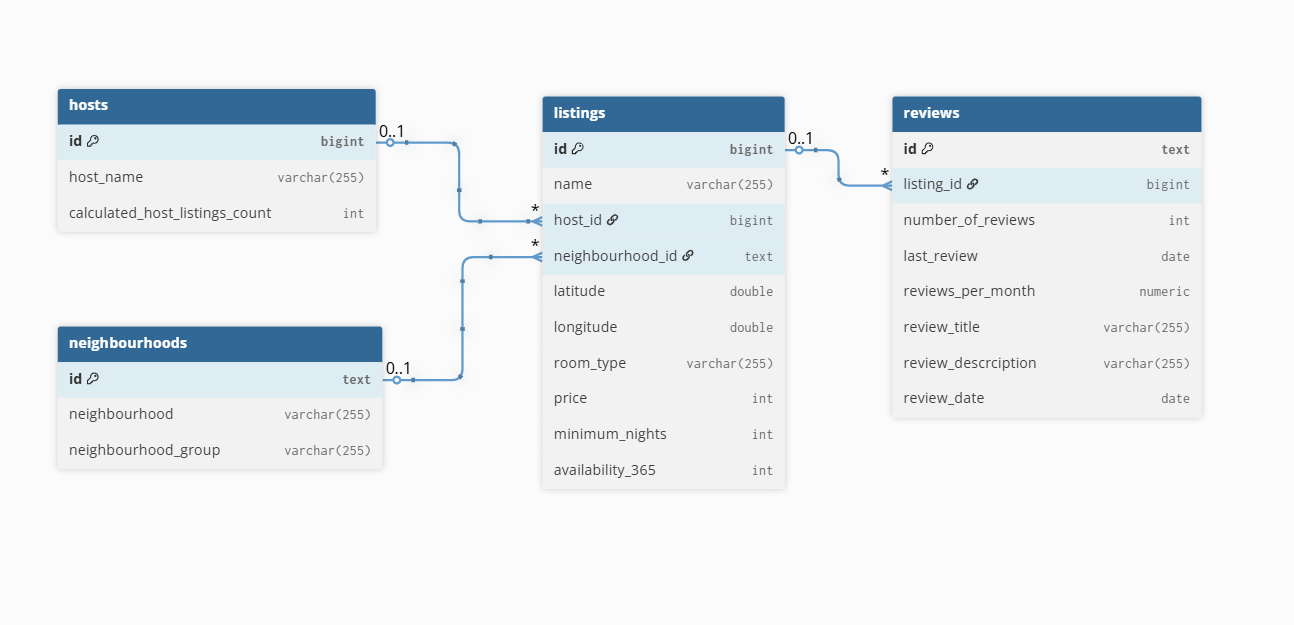 hosts
id bigint
host_name varchar(255)
calculated_host_listings_count int
0..1
*
neighbourhoods
id text
neighbourhood varchar(255)
neighbourhood_group varchar(255)
0..1
*
listings
id bigint
name varchar(255)
host_id bigint
neighbourhood_id text
latitude double
longitude double
room_type varchar(255)
price int
minimum_nights int
availability_365 int
0..1
*
reviews
id text
listing_id bigint
number_of_reviews int
last_review date
reviews_per_month numeric
review_title varchar(255)
review_descrciption varchar(255)
review_date date